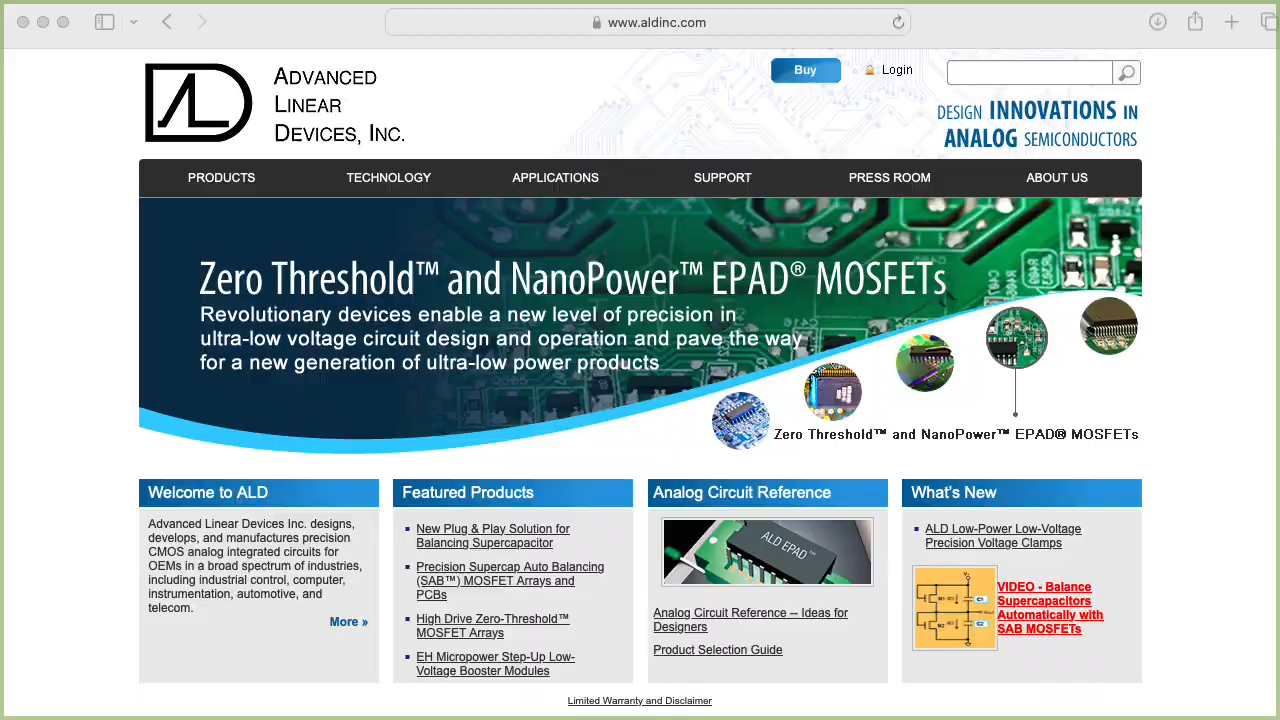 www.aldinc.com
ADVANCED
LINEAR
DEVICES, INC.
Buy
Login
DESIGN INNOVATIONS IN
ANALOG SEMICONDUCTORS
PRODUCTS
TECHNOLOGY
APPLICATIONS
SUPPORT
PRESS ROOM
ABOUT US
Zero Threshold™ and NanoPower™ EPAD® MOSFETs
Revolutionary devices enable a new level of precision in
ultra-low voltage circuit design and operation and pave the way
for a new generation of ultra-low power products
Zero Threshold™ and NanoPower™ EPAD® MOSFETs
Welcome to ALD
Advanced Linear Devices Inc. designs,
develops, and manufactures precision
CMOS analog integrated circuits for
OEMs in a broad spectrum of industries,
including industrial control, computer,
instrumentation, automotive, and
telecom.
More »
Featured Products
New Plug & Play Solution for
Balancing Supercapacitor
Precision Supercap Auto Balancing
(SAB™) MOSFET Arrays and
PCBs
High Drive Zero-Threshold™
MOSFET Arrays
EH Micropower Step-Up Low-
Voltage Booster Modules
Analog Circuit Reference
ALD EPAD™
Analog Circuit Reference -- Ideas for
Designers
Product Selection Guide
What's New
ALD Low-Power Low-Voltage
Precision Voltage Clamps
C1
C2
VIDEO - Balance
Supercapacitors
Automatically with
SAB MOSFETs
Limited Warranty and Disclaimer